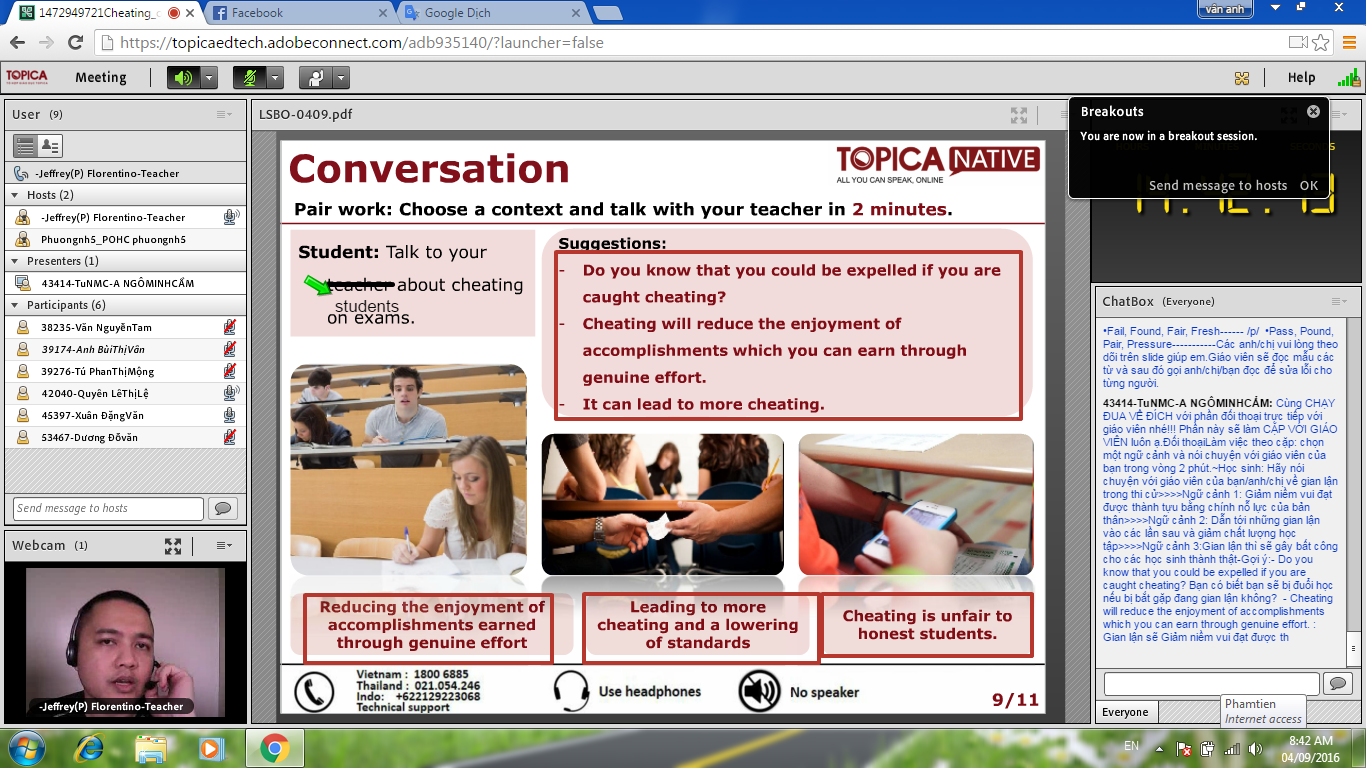 1472949721Cheating_c
Facebook
Google Dịch
vân anh
https://topicaedtech.adobeconnect.com/adb935140/?launcher=false
TOPICA
Meeting
Help
User (9)
-Jeffrey(P) Florentino-Teacher
Hosts (2)
-Jeffrey(P) Florentino-Teacher
Phuongnh5_POHC phuongnh5
Presenters (1)
43414-TuNMC-A NGÔMINHCẨM
Participants (6)
38235-Văn NguyễnTam
39174-Anh BùiThịVân
39276-Tú PhanThịMộng
42040-Quyên LêThịLệ
45397-Xuân ĐặngVăn
53467-Dương Đỗvăn
Send message to hosts
Webcam (1)
-Jeffrey(P) Florentino-Teacher
LSBO-0409.pdf
Conversation
TOPICA NATIVE
ALL YOU CAN SPEAK, ONLINE
Pair work: Choose a context and talk with your teacher in 2 minutes.
Student: Talk to your
teacher about cheating
students
on exams.
Suggestions:
- Do you know that you could be expelled if you are
caught cheating?
- Cheating will reduce the enjoyment of
accomplishments which you can earn through
genuine effort.
- It can lead to more cheating.
Reducing the enjoyment of
accomplishments earned
through genuine effort
Leading to more
cheating and a lowering
of standards
Cheating is unfair to
honest students.
Vietnam : 1800 6885
Thailand : 021.054.246
Indo: +622129223068
Technical support
Use headphones
No speaker
9/11
Breakouts
You are now in a breakout session.
Send message to hosts OK
ChatBox (Everyone)
•Fail, Found, Fair, Fresh------ /p/ •Pass, Pound,
Pair, Pressure-----------Các anh/chị vui lòng theo
dõi trên slide giúp em.Giáo viên sẽ đọc mẫu các
từ và sau đó gọi anh/chị/bạn đọc để sửa lỗi cho
từng người.
43414-TuNMC-A NGÔMINHCẨM: Cùng CHẠY
ĐUA VỀ ĐÍCH với phần đối thoại trực tiếp với
giáo viên nhé!!! Phần này sẽ làm CẶP VỚI GIÁO
VIÊN luôn ạ.Đối thoạiLàm việc theo cặp: chọn
một ngữ cảnh và nói chuyện với giáo viên của
bạn trong vòng 2 phút.~Học sinh: Hãy nói
chuyện với giáo viên của bạn/anh/chị về gian lận
trong thi cử>>>>Ngữ cảnh 1: Giảm niềm vui đạt
được thành tựu bằng chính nỗ lực của bản
thân>>>>Ngữ cảnh 2: Dẫn tới những gian lận
vào các lần sau và giảm chất lượng học
tập>>>>Ngữ cảnh 3:Gian lận thi sẽ gây bất công
cho các học sinh thành thật-Gợi ý:- Do you
know that you could be expelled if you are
caught cheating? Bạn có biết bạn sẽ bị đuổi học
nếu bị bắt gặp đang gian lận không? - Cheating
will reduce the enjoyment of accomplishments
which you can earn through genuine effort. :
Gian lận sẽ Giảm niềm vui đạt được th
Everyone
Phamtien
Internet access
EN
8:42 AM
04/09/2016